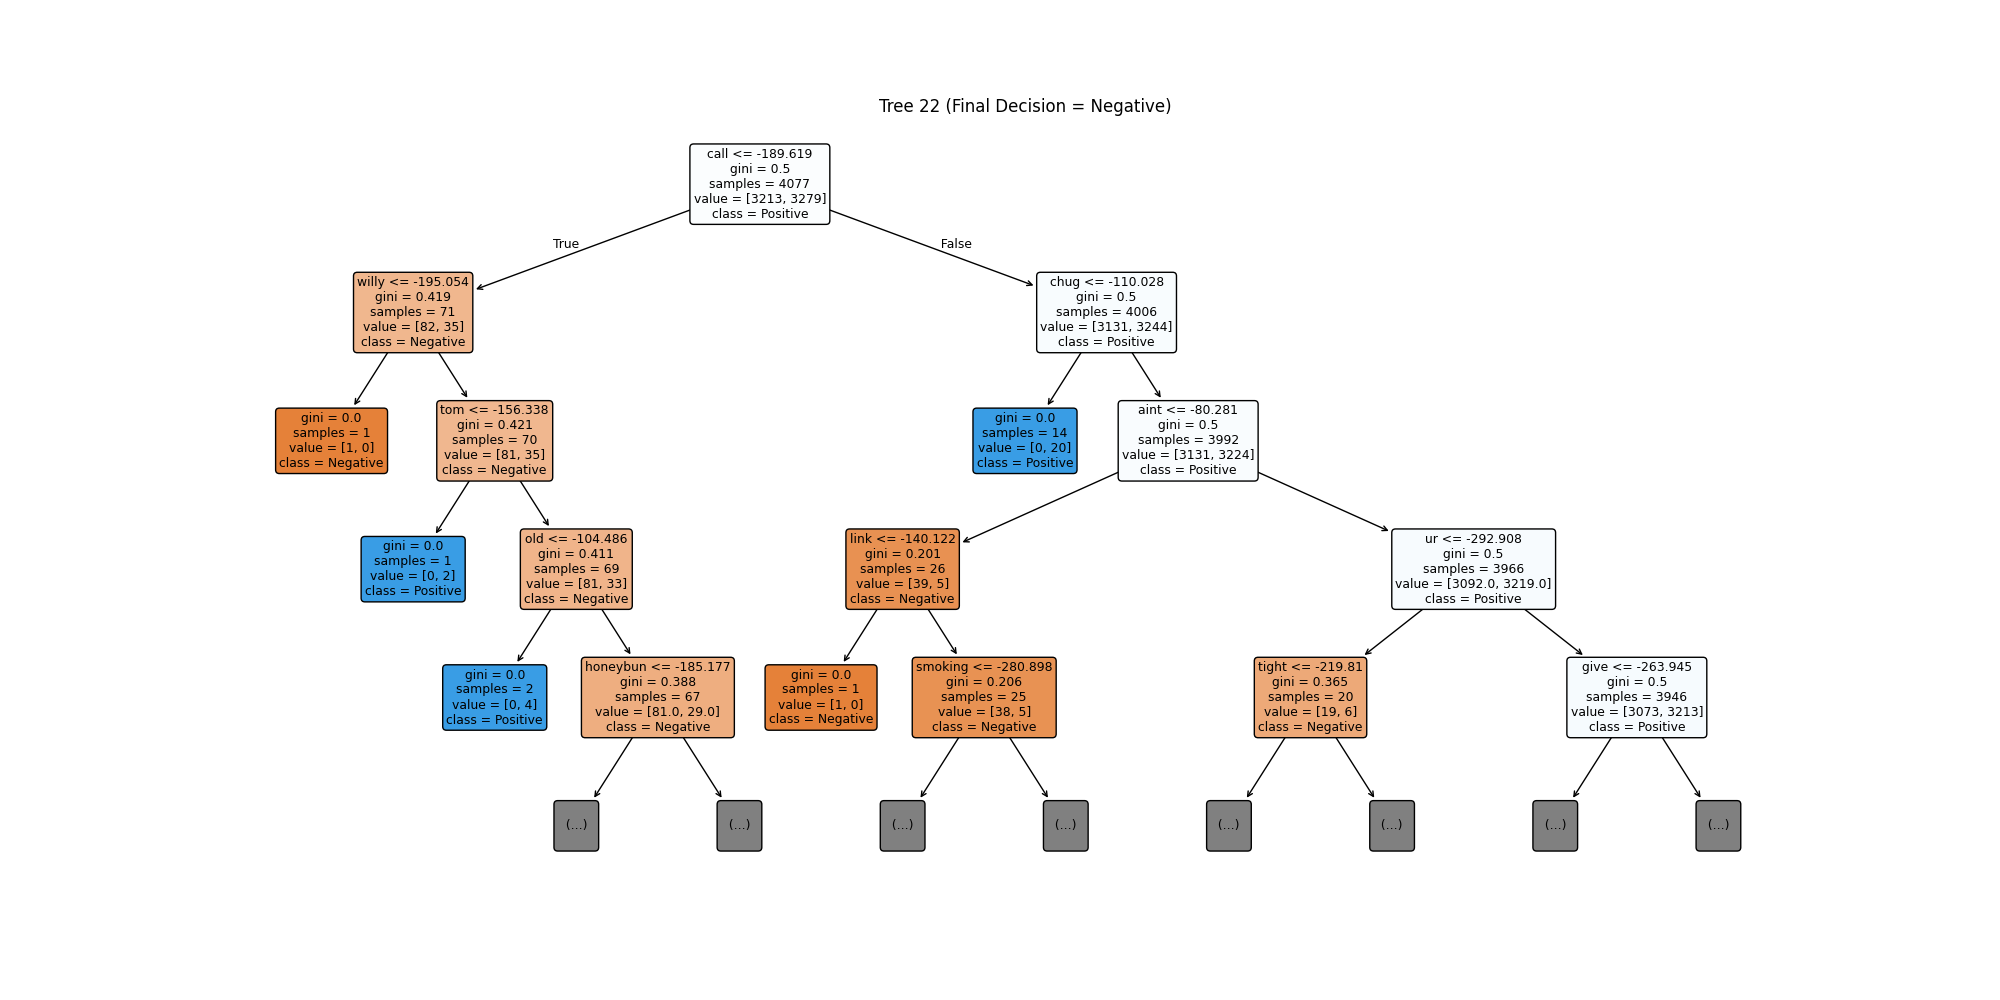 Tree 22 (Final Decision = Negative)
call <= -189.619
gini = 0.5
samples = 4077
value = [3213, 3279]
class = Positive
True
False
willy <= -195.054
gini = 0.419
samples = 71
value = [82, 35]
class = Negative
chug <= -110.028
gini = 0.5
samples = 4006
value = [3131, 3244]
class = Positive
gini = 0.0
samples = 1
value = [1, 0]
class = Negative
tom <= -156.338
gini = 0.421
samples = 70
value = [81, 35]
class = Negative
gini = 0.0
samples = 14
value = [0, 20]
class = Positive
aint <= -80.281
gini = 0.5
samples = 3992
value = [3131, 3224]
class = Positive
gini = 0.0
samples = 1
value = [0, 2]
class = Positive
old <= -104.486
gini = 0.411
samples = 69
value = [81, 33]
class = Negative
link <= -140.122
gini = 0.201
samples = 26
value = [39, 5]
class = Negative
ur <= -292.908
gini = 0.5
samples = 3966
value = [3092.0, 3219.0]
class = Positive
gini = 0.0
samples = 2
value = [0, 4]
class = Positive
honeybun <= -185.177
gini = 0.388
samples = 67
value = [81.0, 29.0]
class = Negative
gini = 0.0
samples = 1
value = [1, 0]
class = Negative
smoking <= -280.898
gini = 0.206
samples = 25
value = [38, 5]
class = Negative
tight <= -219.81
gini = 0.365
samples = 20
value = [19, 6]
class = Negative
give <= -263.945
gini = 0.5
samples = 3946
value = [3073, 3213]
class = Positive
(...)
(...)
(...)
(...)
(...)
(...)
(...)
(...)